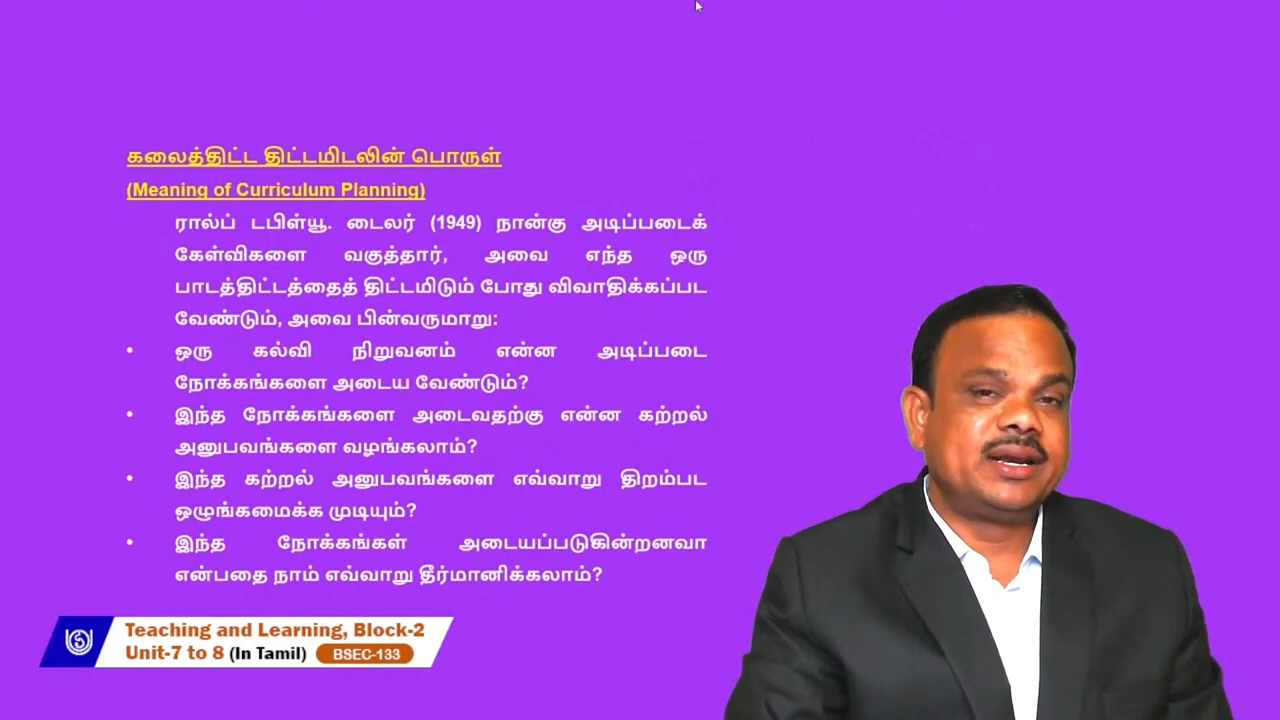 கலைத்திட்ட திட்டமிடலின் பொருள்
(Meaning of Curriculum Planning)
ரால்ப் டபிள்யூ. டைலர் (1949) நான்கு அடிப்படைக்
கேள்விகளை வகுத்தார், அவை எந்த ஒரு
பாடத்திட்டத்தைத் திட்டமிடும் போது விவாதிக்கப்பட
வேண்டும், அவை பின்வருமாறு:
• ஒரு கல்வி நிறுவனம் என்ன அடிப்படை
நோக்கங்களை அடைய வேண்டும்?
• இந்த நோக்கங்களை அடைவதற்கு என்ன கற்றல்
அனுபவங்களை வழங்கலாம்?
• இந்த கற்றல் அனுபவங்களை எவ்வாறு திறம்பட
ஒழுங்கமைக்க முடியும்?
• இந்த நோக்கங்கள் அடையப்படுகின்றனவா
என்பதை நாம் எவ்வாறு தீர்மானிக்கலாம்?
Teaching and Learning, Block-2
Unit-7 to 8 (In Tamil) BSEC-133